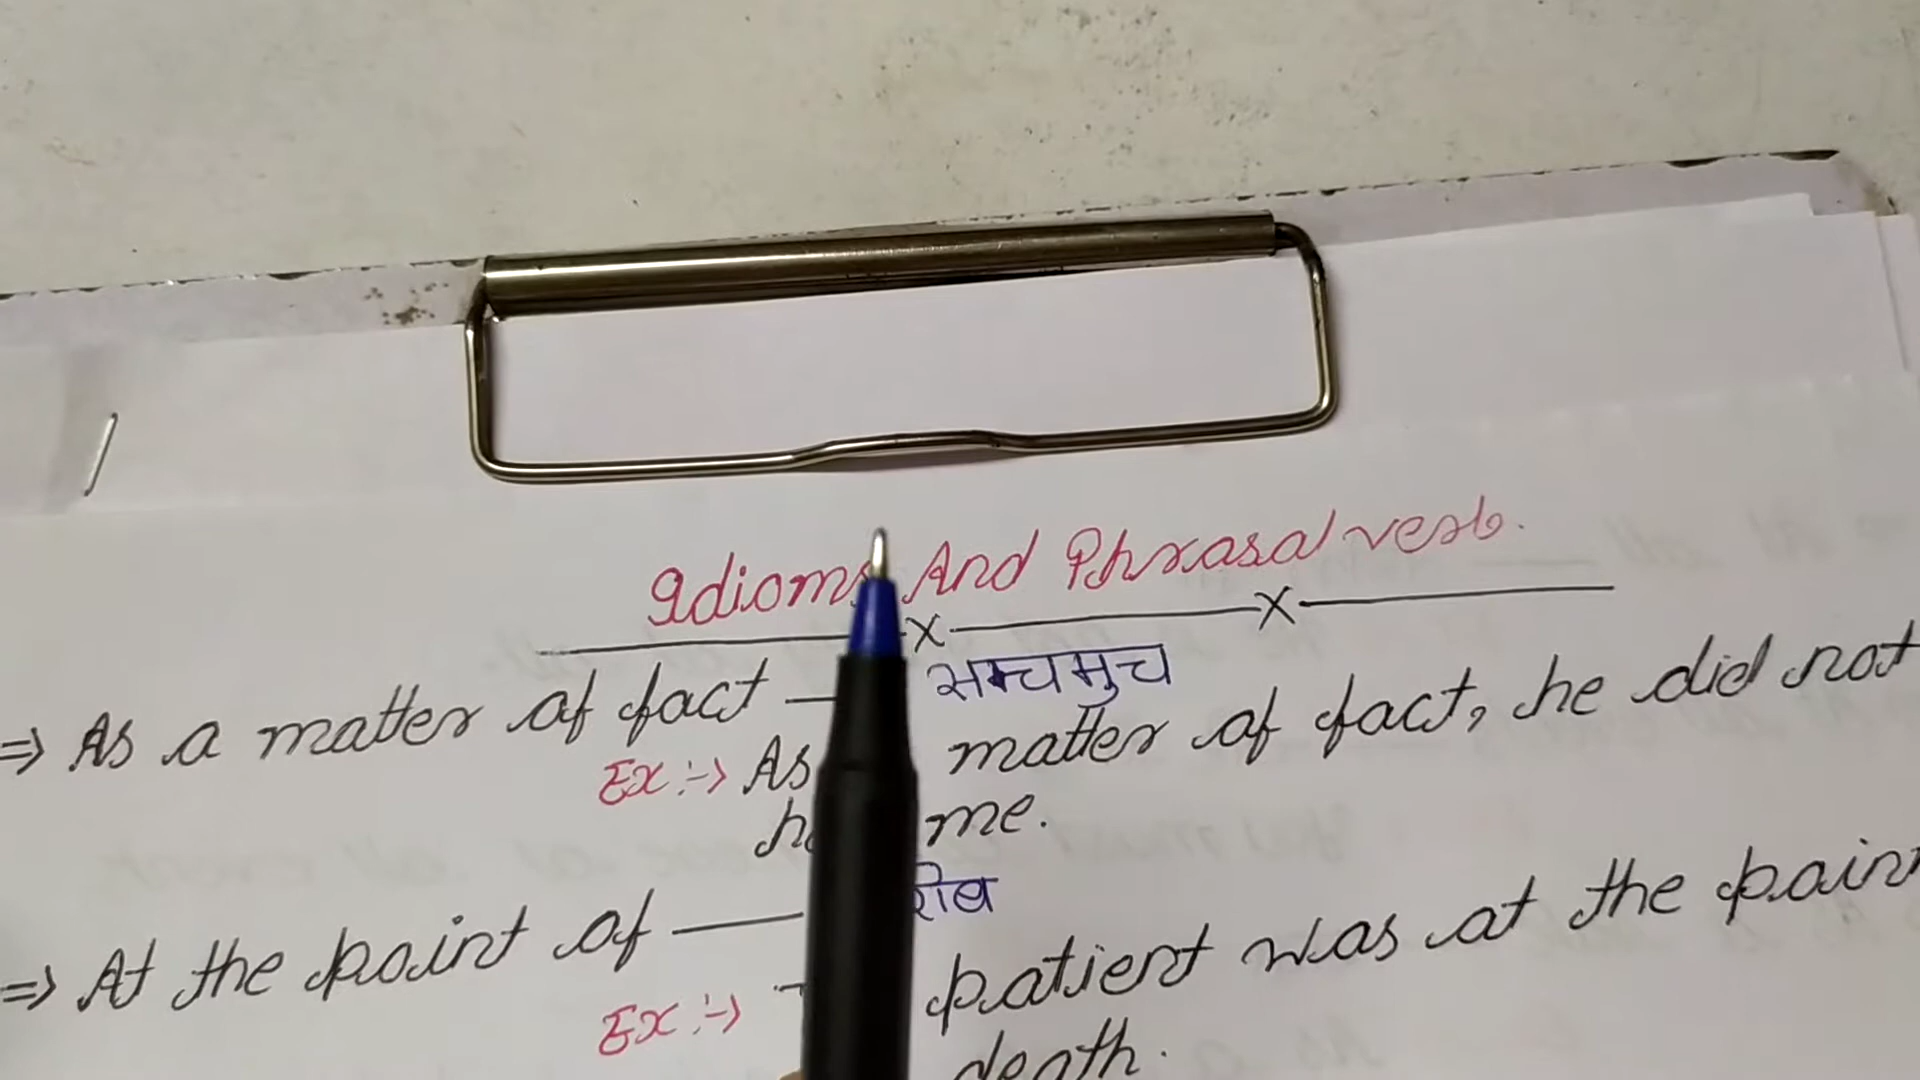 Idioms And Phrasal verb.
⇒ As a matter of fact — सचमुच
Ex :→ As matter of fact, he did not
me.
⇒ At the point of —
Ex :→ patient was at the point
death.